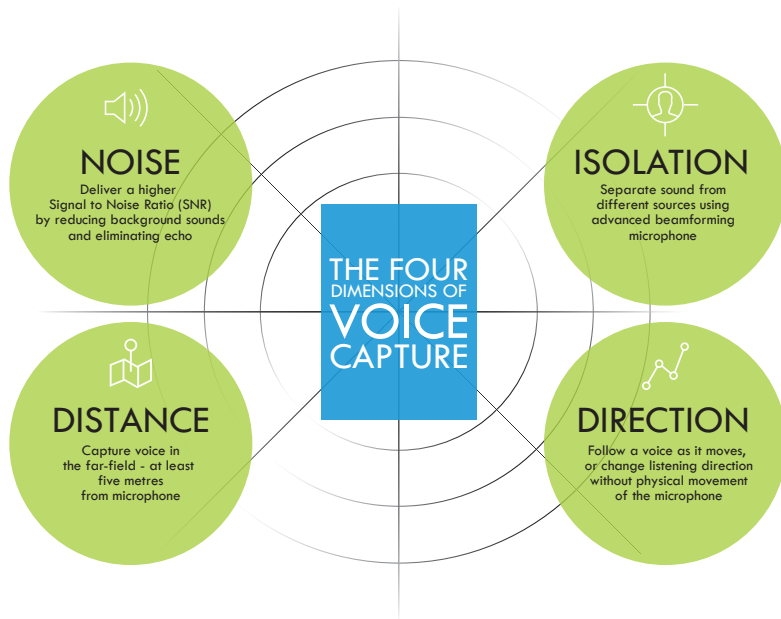 NOISE
Deliver a higher
Signal to Noise Ratio (SNR)
by reducing background sounds
and eliminating echo
ISOLATION
Separate sound from
different sources using
advanced beamforming
microphone
THE FOUR
DIMENSIONS OF
VOICE
CAPTURE
DISTANCE
Capture voice in
the far-field - at least
five metres
from microphone
DIRECTION
Follow a voice as it moves,
or change listening direction
without physical movement
of the microphone